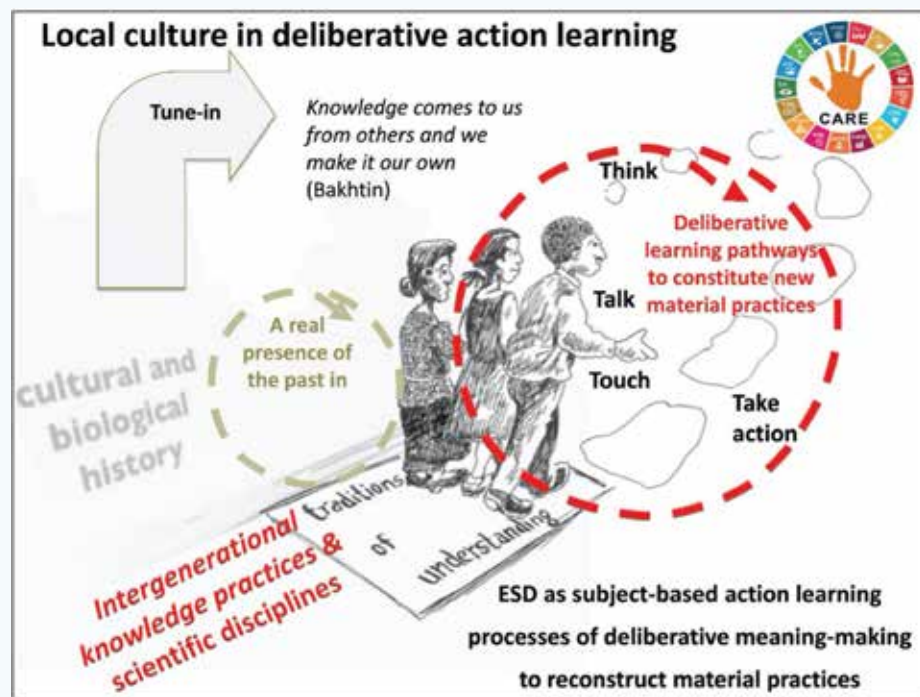 Local culture in deliberative action learning
Tune-in
Knowledge comes to us
from others and we
make it our own
(Bakhtin)
CARE
Think
Deliberative
learning pathways
to constitute new
material practices
Talk
Touch
Take
action
A real
presence of
the past in
cultural and
biological
history
traditions
of
understanding
Intergenerational
knowledge practices &
scientific disciplines
ESD as subject-based action learning
processes of deliberative meaning-making
to reconstruct material practices